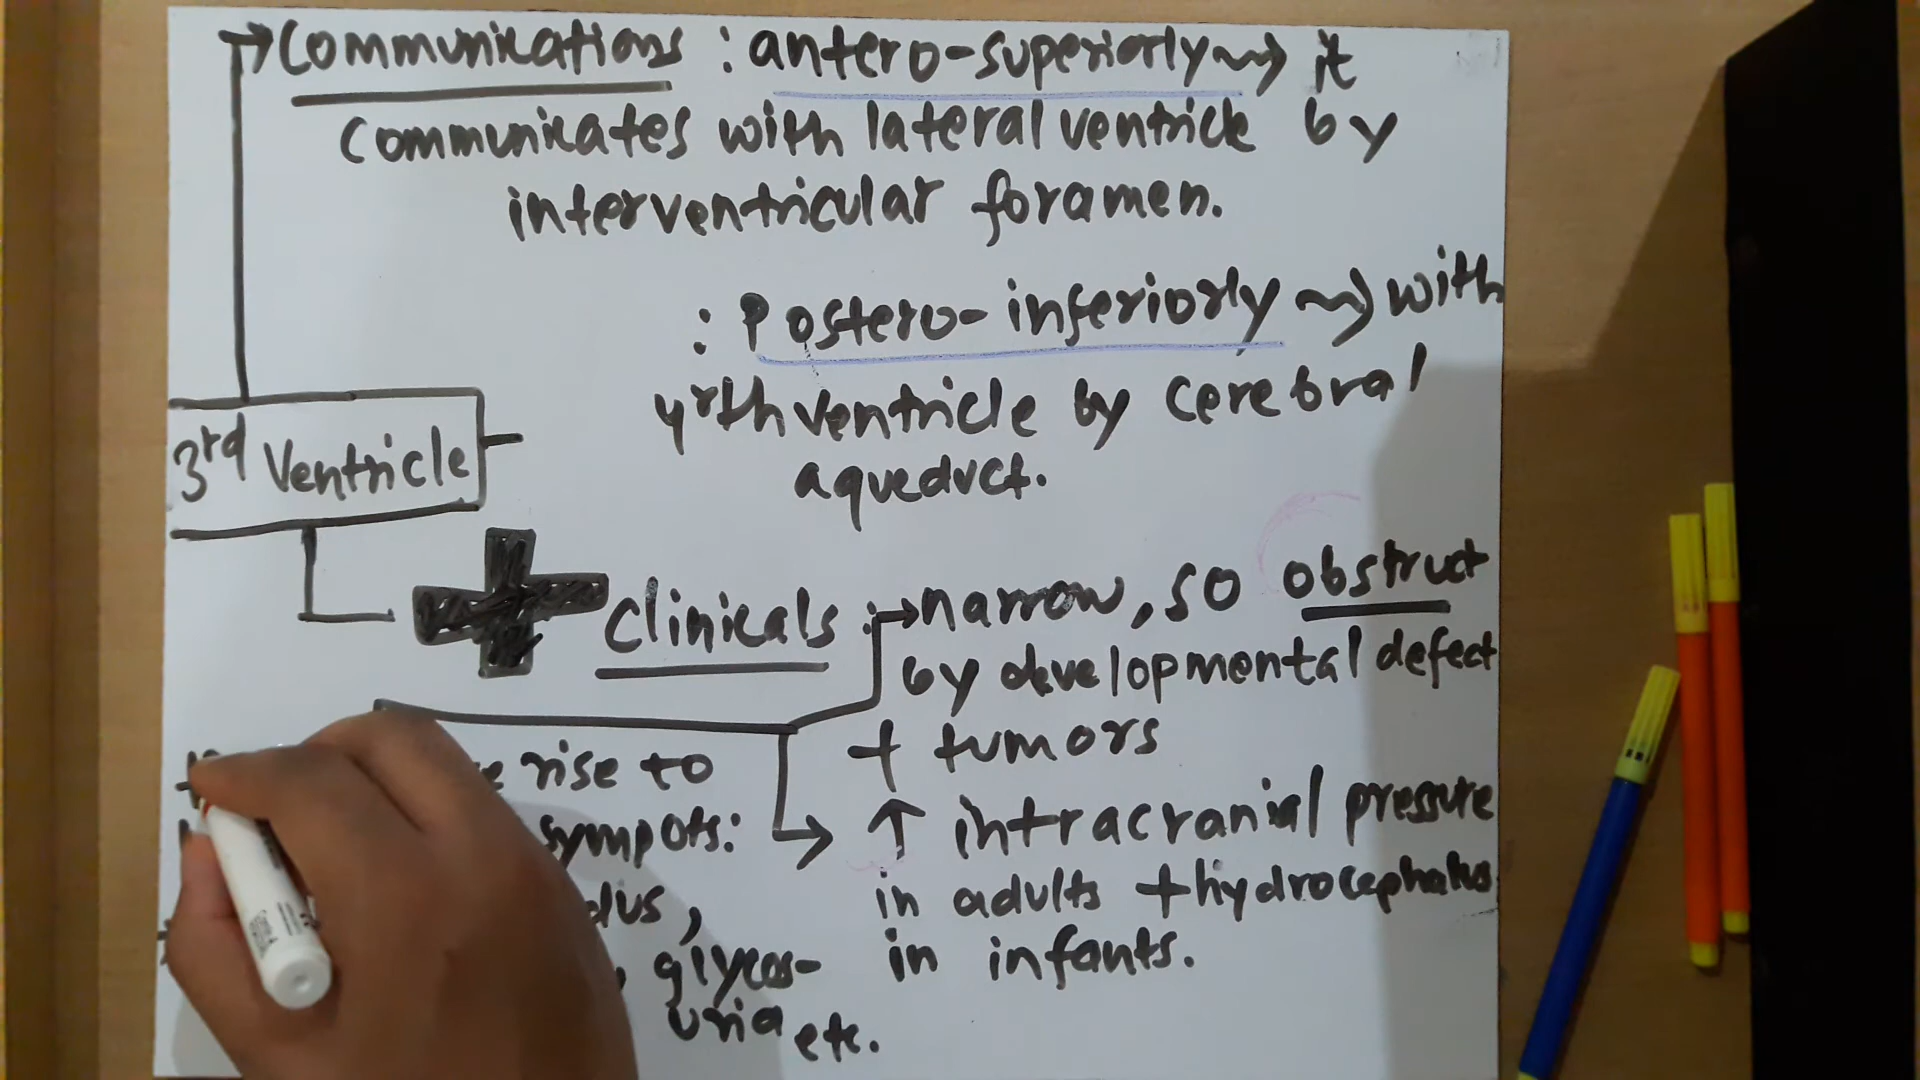 Communications : antero-superiorly → it
communicates with lateral ventricle by
interventricular foramen.
: Postero-inferiorly → with
4rth ventricle by cerebral
aqueduct.
3rd Ventricle
Clinicals : → narrow, so obstruct
by developmental defect
+ tumors
→ ↑ intracranial pressure
in adults + hydrocephalus
in infants.
rise to
sympots:
glycos-
uria etc.